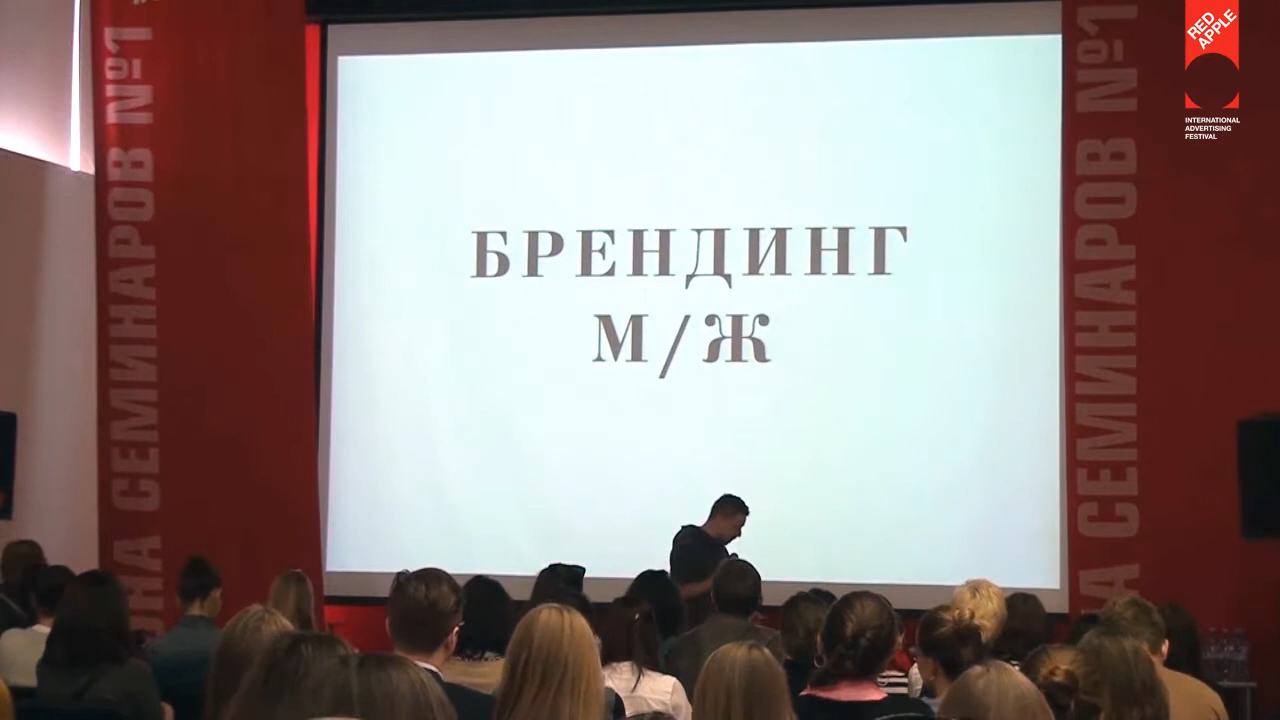 БРЕНДИНГ
М/Ж
СЕМИНАРОВ №1
СЕМИНАРОВ №1
RED
APPLE
INTERNATIONAL
ADVERTISING
FESTIVAL